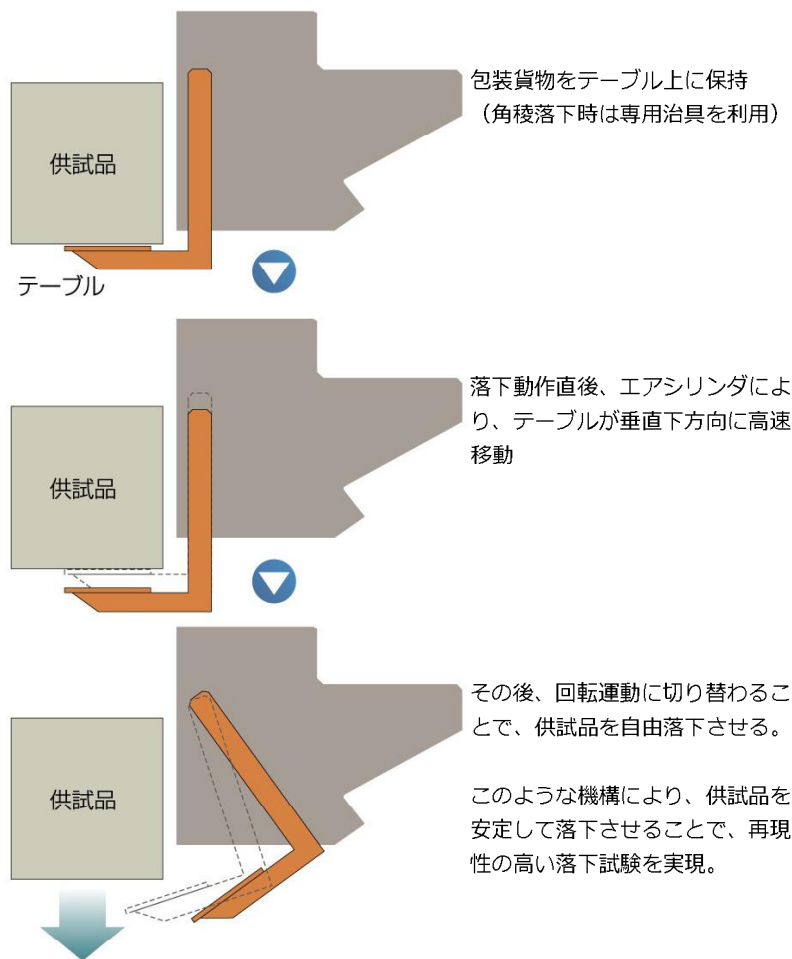 包装貨物をテーブル上に保持
（角稜落下時は専用治具を利用）
供試品
テーブル
落下動作直後、エアシリンダによ
り、テーブルが垂直下方向に高速
移動
供試品
その後、回転運動に切り替わるこ
とで、供試品を自由落下させる。
供試品
このような機構により、供試品を
安定して落下させることで、再現
性の高い落下試験を実現。